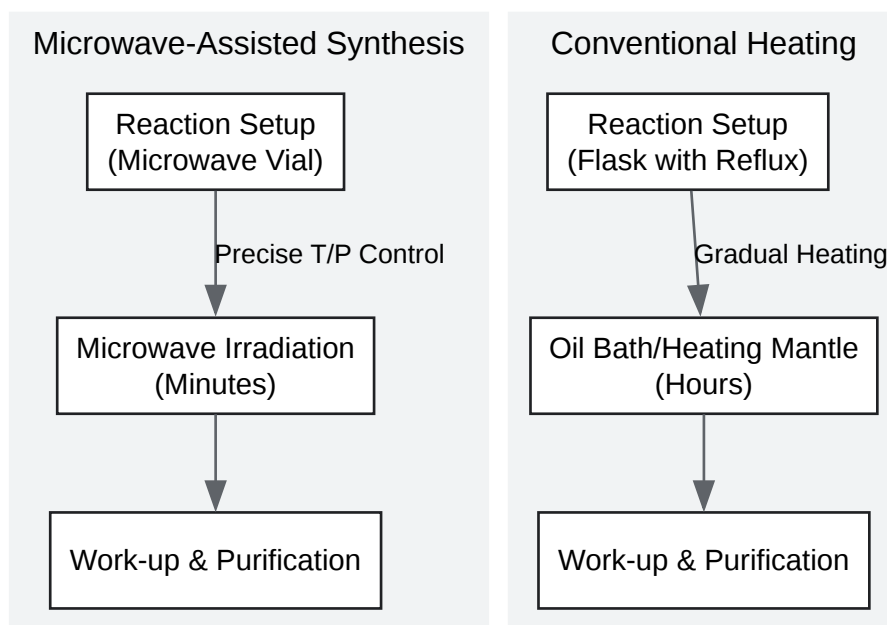 Microwave-Assisted Synthesis
Reaction Setup
(Microwave Vial)
Precise T/P Control
Microwave Irradiation
(Minutes)
Work-up & Purification
Conventional Heating
Reaction Setup
(Flask with Reflux)
Gradual Heating
Oil Bath/Heating Mantle
(Hours)
Work-up & Purification